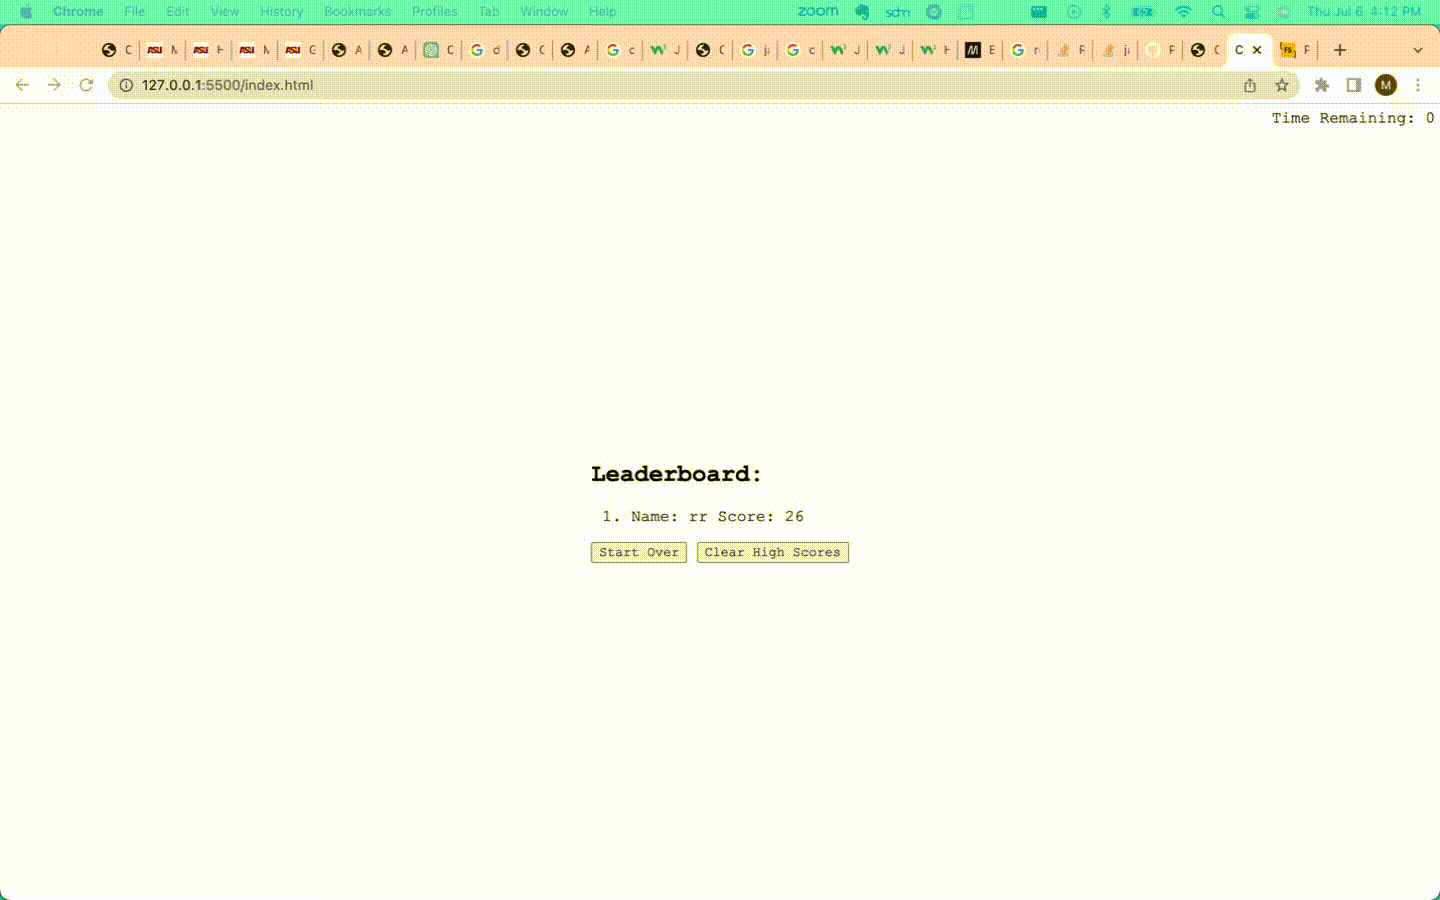 Chrome File Edit View History Bookmarks Profiles Tab Window Help zoom Thu Jul 6 4:12 PM
127.0.0.1:5500/index.html
M
Time Remaining: 0
Leaderboard:
1. Name: rr Score: 26
Start Over Clear High Scores